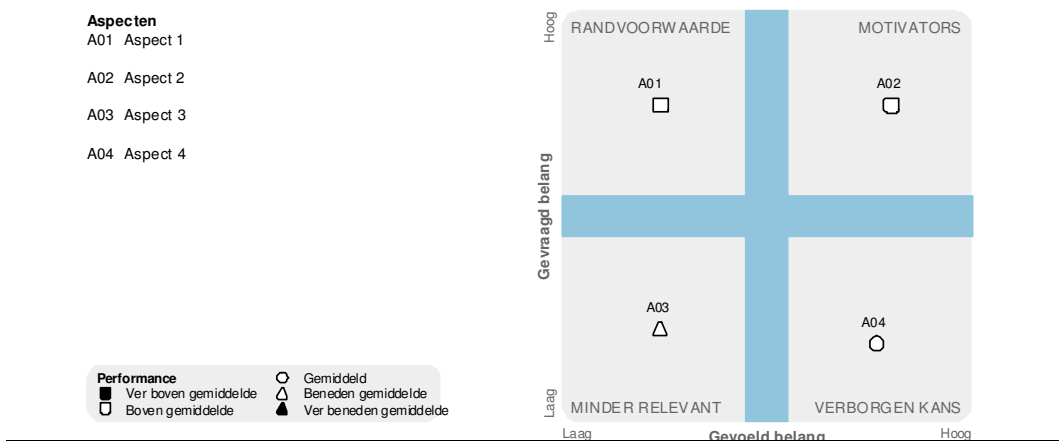 Aspecten
A01 Aspect 1
A02 Aspect 2
A03 Aspect 3
A04 Aspect 4
Performance
Ver boven gemiddelde
Boven gemiddelde
Gemiddeld
Beneden gemiddelde
Ver beneden gemiddelde
Hoog
Gevraagd belang
Laag
RANDVOORWAARDE
MOTIVATORS
A01
A02
A03
A04
MINDER RELEVANT
VERBORGEN KANS
Laag
Gevoeld belang
Hoog